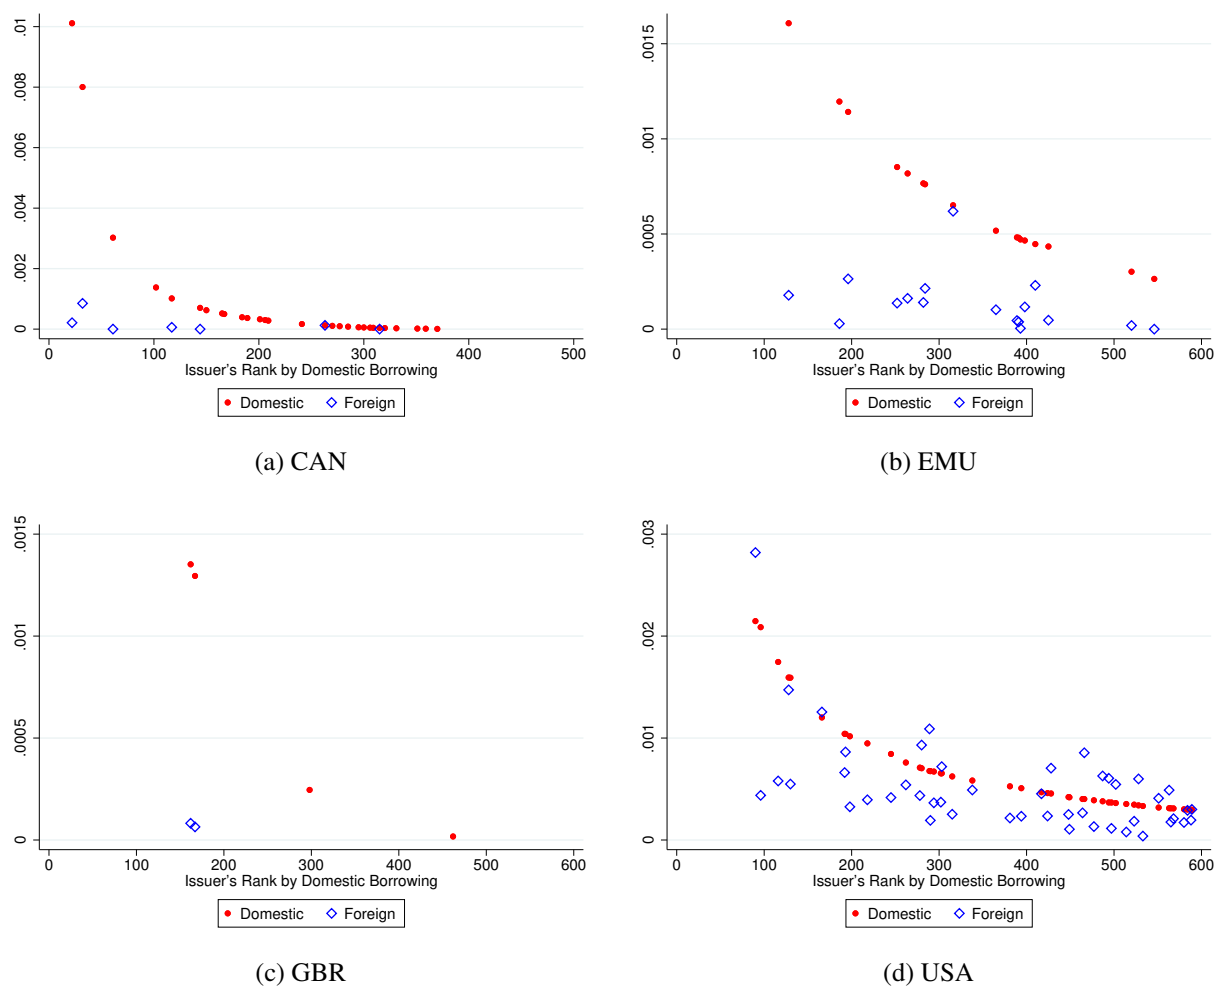 .01
.008
.006
.004
.002
0
0 100 200 300 400 500
Issuer's Rank by Domestic Borrowing
Domestic Foreign
(a) CAN
.0015
.001
.0005
0
0 100 200 300 400 500 600
Issuer's Rank by Domestic Borrowing
Domestic Foreign
(b) EMU
.0015
.001
.0005
0
0 100 200 300 400 500 600
Issuer's Rank by Domestic Borrowing
Domestic Foreign
(c) GBR
.003
.002
.001
0
0 100 200 300 400 500 600
Issuer's Rank by Domestic Borrowing
Domestic Foreign
(d) USA